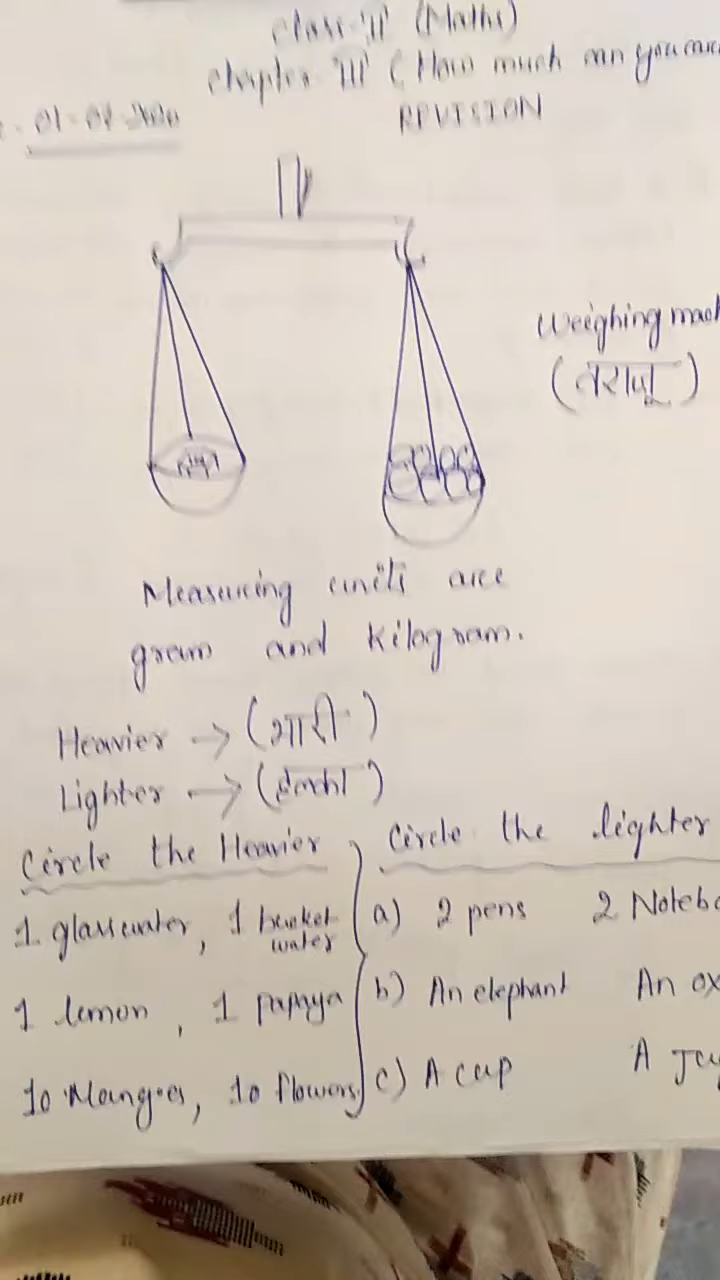 class-II (Maths)
chapter-III (How much can you
REVISION
Weighing
(तराजू)
Measuring units are
gram and kilogram.
Heavier → (भारी)
Lighter → (हल्का)
Circle the Heavier
1 glass water, 1 bucket water
1 lemon, 1 papaya
10 Mangoes, 10 flowers
Circle the lighter
a) 2 pens 2
b) An elephant An ox
c) A cup A